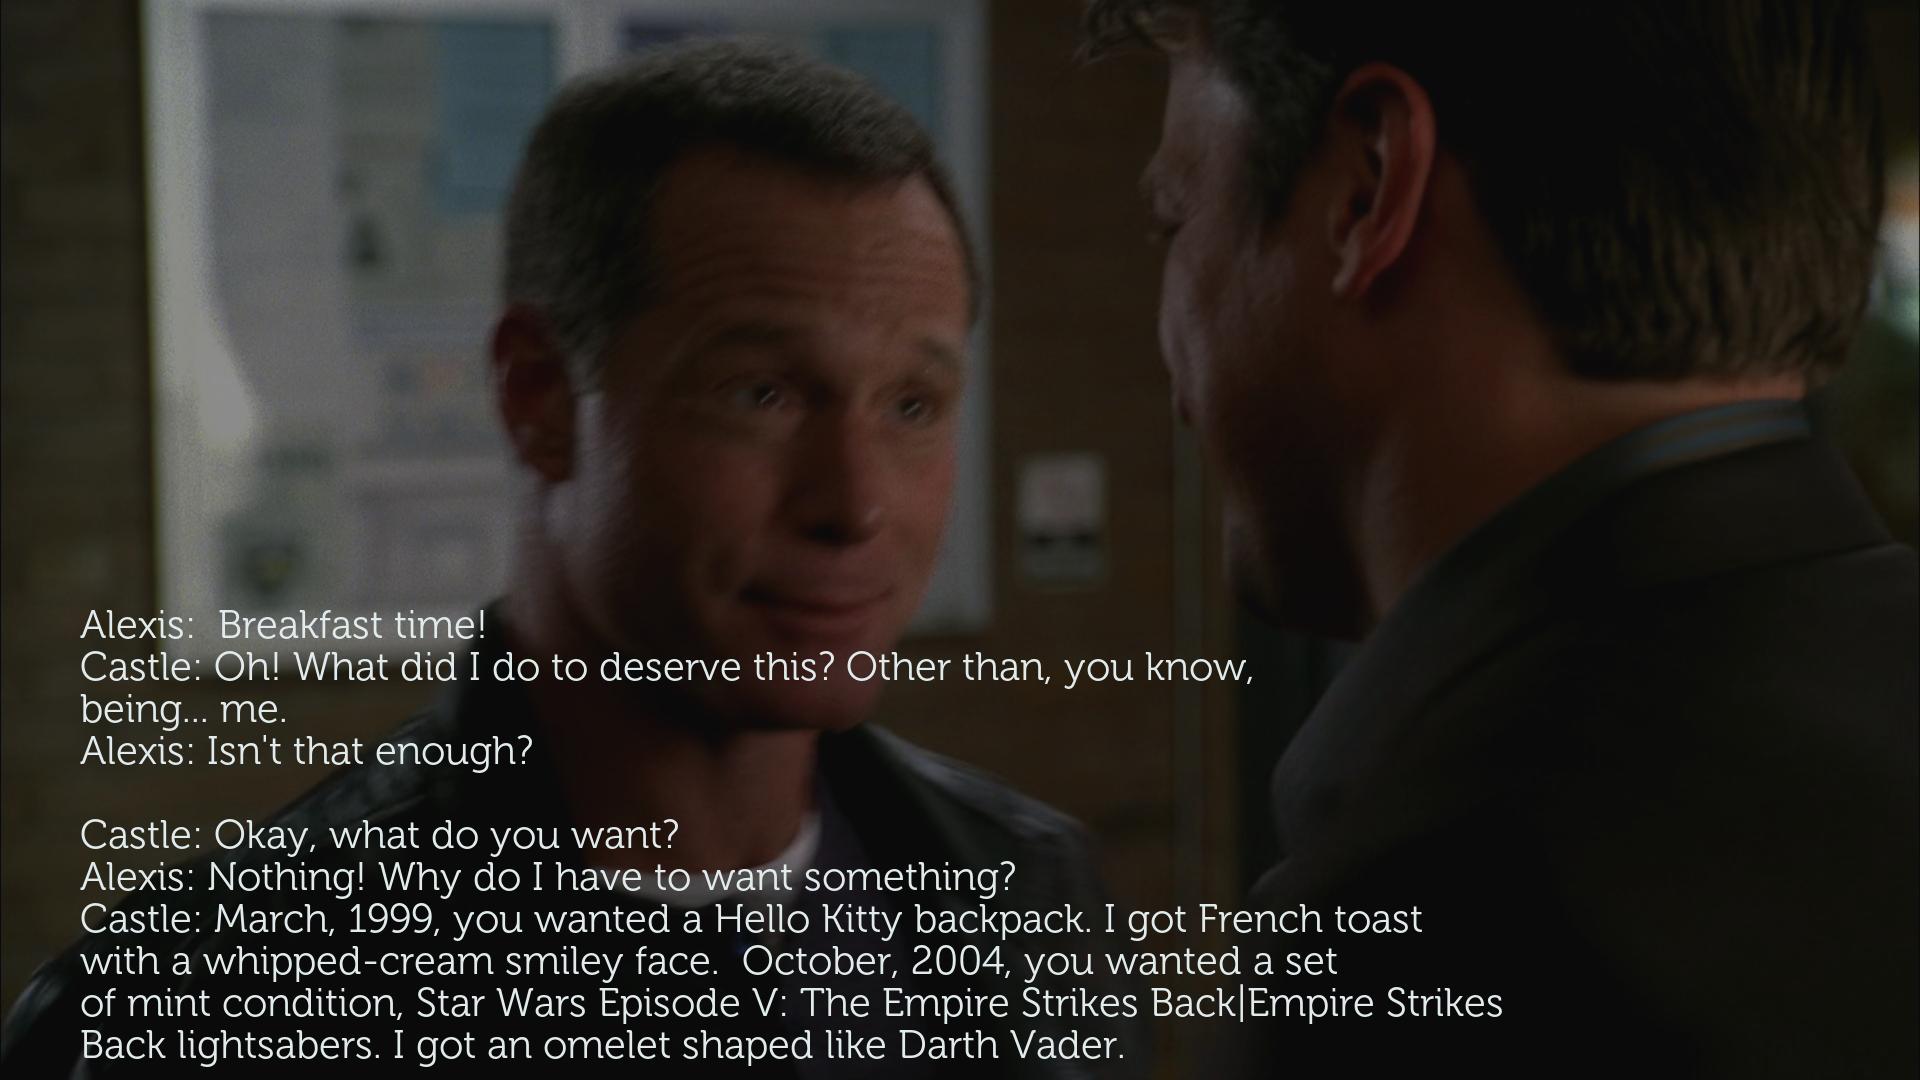 Alexis:  Breakfast time!
Castle: Oh! What did I do to deserve this? Other than, you know,
being... me.
Alexis: Isn't that enough?
Castle: Okay, what do you want?
Alexis: Nothing! Why do I have to want something?
Castle: March, 1999, you wanted a Hello Kitty backpack. I got French toast
with a whipped-cream smiley face.  October, 2004, you wanted a set
of mint condition, Star Wars Episode V: The Empire Strikes Back|Empire Strikes
Back lightsabers. I got an omelet shaped like Darth Vader.